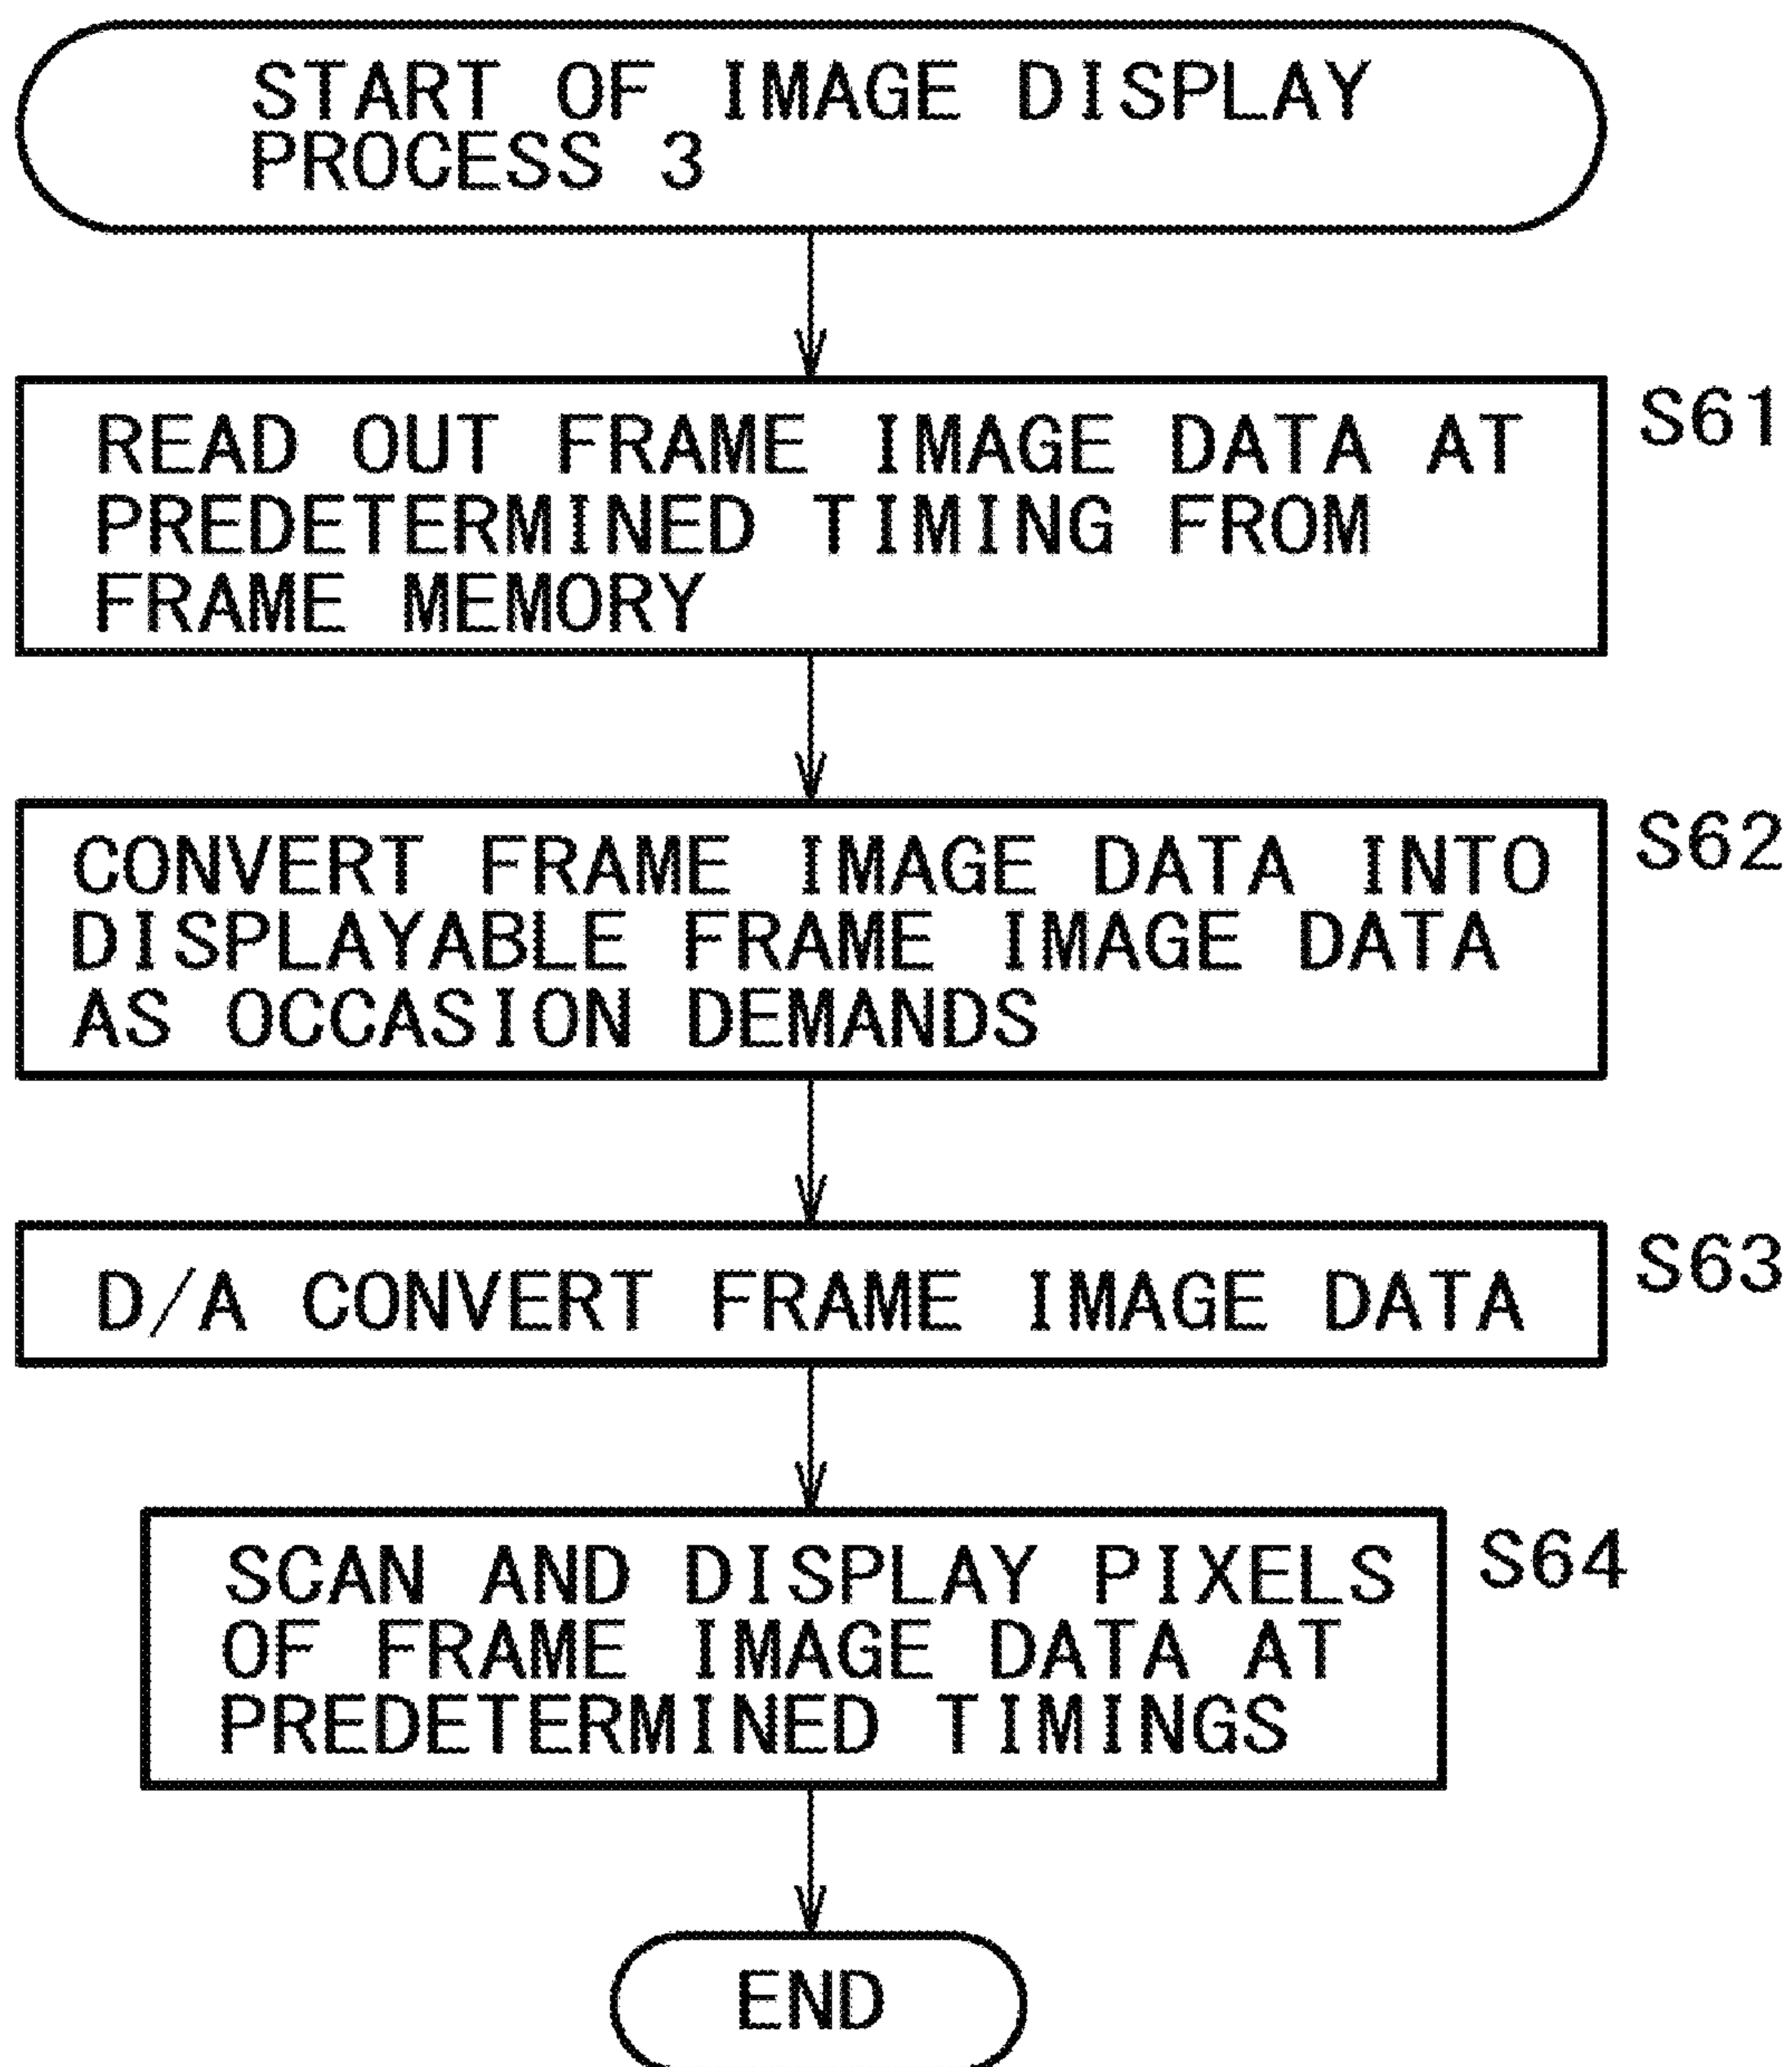 START OF IMAGE DISPLAY
PROCESS 3
READ OUT FRAME IMAGE DATA AT
PREDETERMINED TIMING FROM
FRAME MEMORY
S61
CONVERT FRAME IMAGE DATA INTO
DISPLAYABLE FRAME IMAGE DATA
AS OCCASION DEMANDS
S62
D/A CONVERT FRAME IMAGE DATA
S63
SCAN AND DISPLAY PIXELS
OF FRAME IMAGE DATA AT
PREDETERMINED TIMINGS
S64
END